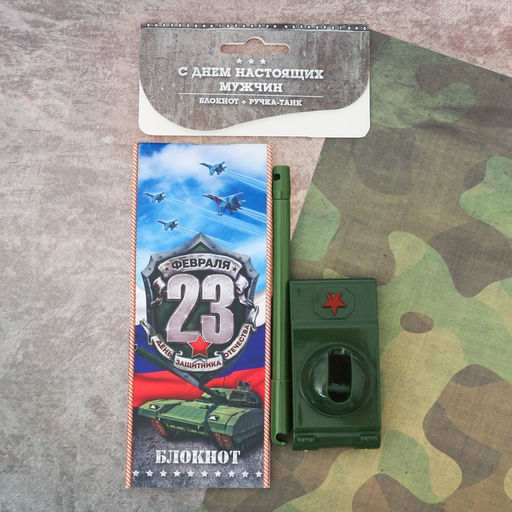 С ДНЕМ НАСТОЯЩИХ
МУЖЧИН
БЛОКНОТ + РУЧКА-ТАНК
ФЕВРАЛЯ
23
ДЕНЬ ЗАЩИТНИКА ОТЕЧЕСТВА
БЛОКНОТ